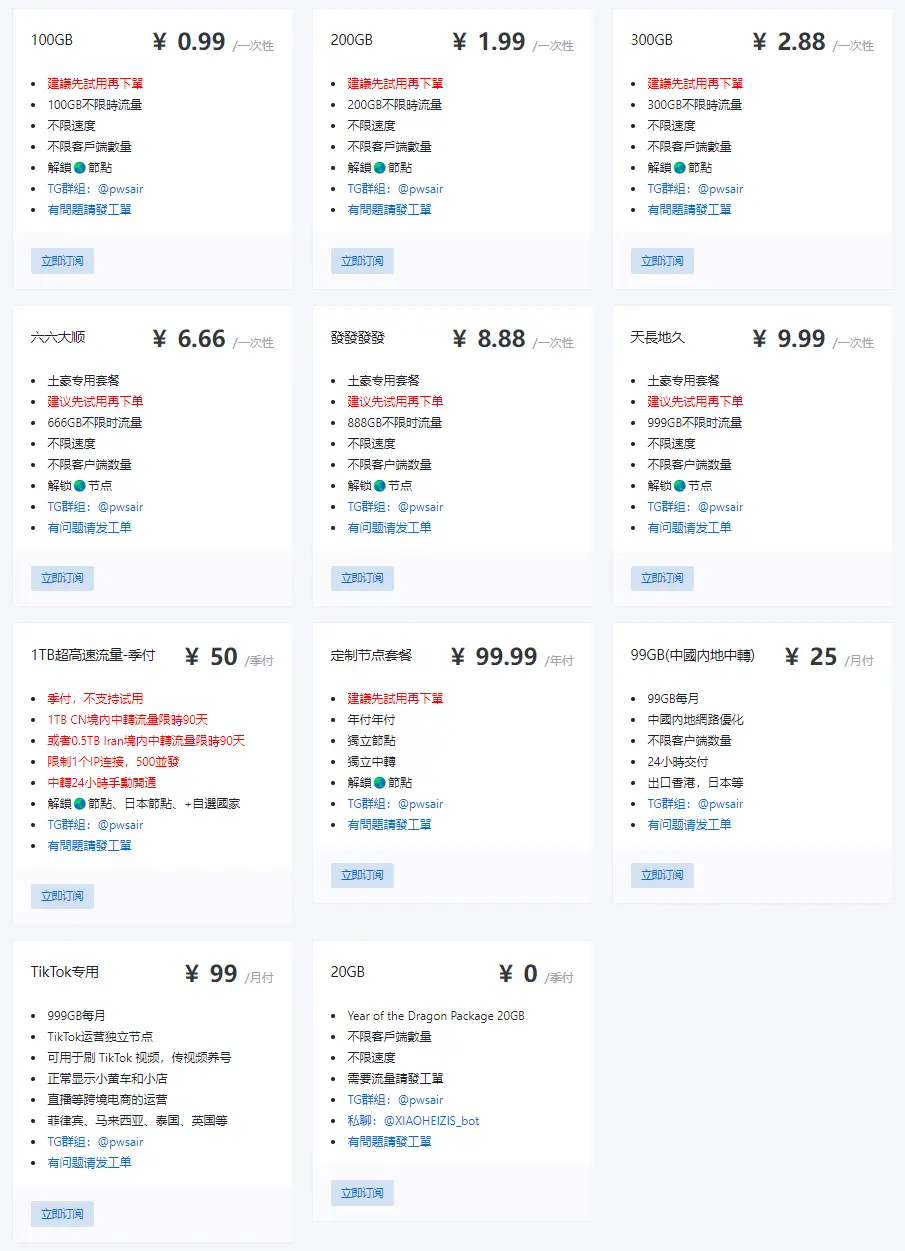 100GB
¥ 0.99 /一次性
建議先試用再下單
100GB不限時流量
不限速度
不限客戶端數量
解鎖🌏節點
TG群組：@pwsair
有問題請發工單
立即订阅
200GB
¥ 1.99 /一次性
建議先試用再下單
200GB不限時流量
不限速度
不限客戶端數量
解鎖🌏節點
TG群組：@pwsair
有問題請發工單
立即订阅
300GB
¥ 2.88 /一次性
建議先試用再下單
300GB不限時流量
不限速度
不限客戶端數量
解鎖🌏節點
TG群組：@pwsair
有問題請發工單
立即订阅
六六大顺
¥ 6.66 /一次性
土豪专用套餐
建议先试用再下单
666GB不限时流量
不限速度
不限客户端数量
解锁🌏节点
TG群组：@pwsair
有问题请发工单
立即订阅
發發發發
¥ 8.88 /一次性
土豪专用套餐
建议先试用再下单
888GB不限时流量
不限速度
不限客户端数量
解锁🌏节点
TG群组：@pwsair
有问题请发工单
立即订阅
天長地久
¥ 9.99 /一次性
土豪专用套餐
建议先试用再下单
999GB不限时流量
不限速度
不限客户端数量
解锁🌏节点
TG群组：@pwsair
有问题请发工单
立即订阅
1TB超高速流量-季付
¥ 50 /季付
季付，不支持试用
1TB CN境内中轉流量限時90天
或者0.5TB Iran境内中轉流量限時90天
限制1个IP连接，500並發
中轉24小時手動開通
解鎖🌏節點、日本節點、+自選國家
TG群組：@pwsair
有問題請發工單
立即订阅
定制节点套餐
¥ 99.99 /年付
建議先試用再下單
年付年付
獨立節點
獨立中轉
解鎖🌏節點
TG群組：@pwsair
有問題請發工單
立即订阅
99GB(中國內地中轉)
¥ 25 /月付
99GB每月
中國內地網路優化
不限客户端数量
24小時交付
出口香港，日本等
TG群组：@pwsair
有问题请发工单
立即订阅
TikTok专用
¥ 99 /月付
999GB每月
TikTok运营独立节点
可用于刷 TikTok 视频，传视频养号
正常显示小黄车和小店
直播等跨境电商的运营
菲律宾、马来西亚、泰国、英国等
TG群组：@pwsair
有问题请发工单
立即订阅
20GB
¥ 0 /季付
Year of the Dragon Package 20GB
不限客戶端數量
不限速度
需要流量請發工單
TG群組：@pwsair
私聊：@XIAOHEIZIS_bot
有問題請發工單
立即订阅